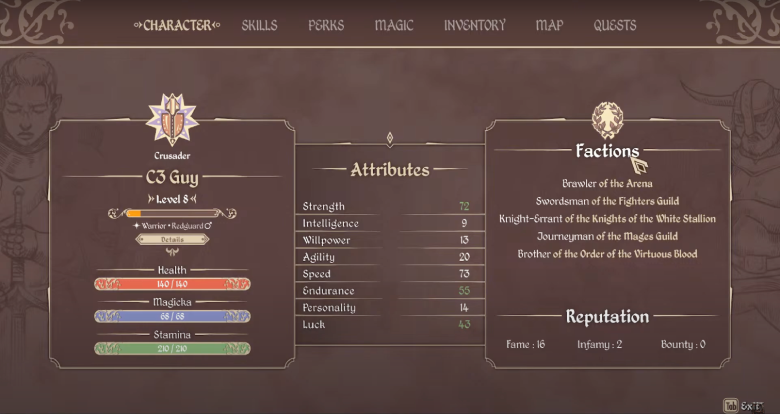 CHARACTER SKILLS PERKS MAGIC INVENTORY MAP QUESTS
Crusader
C3 Guy
Level 8
Warrior • Redguard
Details
Health
140 / 140
Magicka
68 / 68
Stamina
210 / 210
Attributes
Strength 72
Intelligence 9
Willpower 13
Agility 20
Speed 73
Endurance 55
Personality 14
Luck 43
Factions
Brawler of the Arena
Swordsman of the Fighters Guild
Knight-Errant of the Knights of the White Stallion
Journeyman of the Mages Guild
Brother of the Order of the Virtuous Blood
Reputation
Fame : 16 Infamy : 2 Bounty : 0
Tab Exit